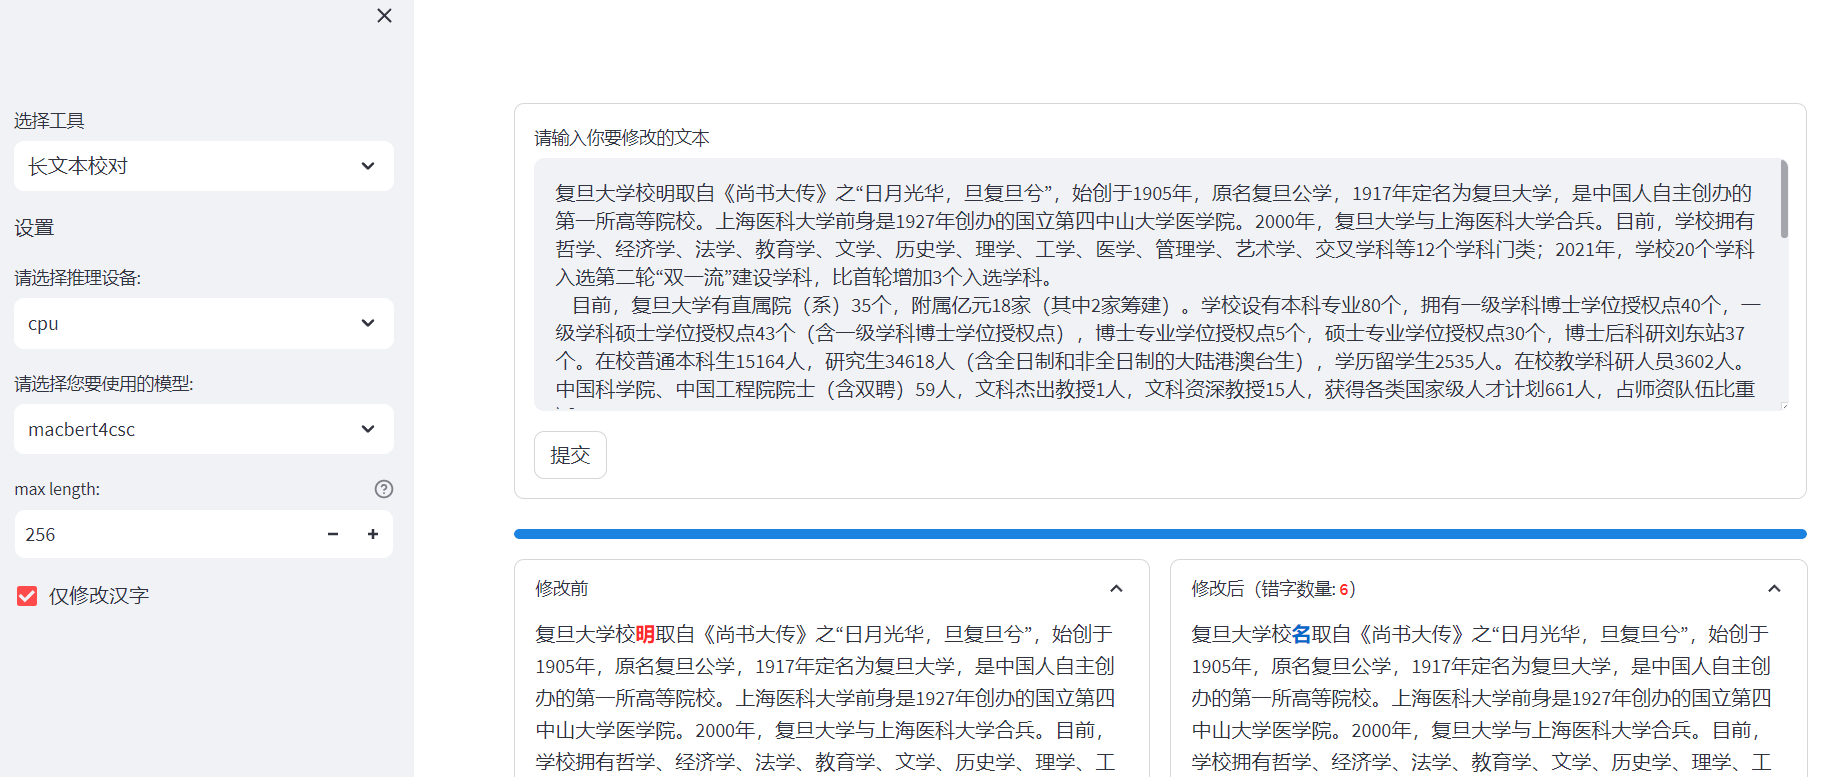 选择工具
长文本校对
设置
请选择推理设备:
cpu
请选择您要使用的模型:
macbert4csc
max length:
256
仅修改汉字
请输入你要修改的文本
复旦大学校明取自《尚书大传》之“日月光华，旦复旦兮”，始创于1905年，原名复旦公学，1917年定名为复旦大学，是中国人自主创办的
第一所高等院校。上海医科大学前身是1927年创办的国立第四中山大学医学院。2000年，复旦大学与上海医科大学合兵。目前，学校拥有
哲学、经济学、法学、教育学、文学、历史学、理学、工学、医学、管理学、艺术学、交叉学科等12个学科门类；2021年，学校20个学科
入选第二轮“双一流”建设学科，比首轮增加3个入选学科。
目前，复旦大学有直属院（系）35个，附属亿元18家（其中2家筹建）。学校设有本科专业80个，拥有一级学科博士学位授权点40个，一
级学科硕士学位授权点43个（含一级学科博士学位授权点），博士专业学位授权点5个，硕士专业学位授权点30个，博士后科研刘东站37
个。在校普通本科生15164人，研究生34618人（含全日制和非全日制的大陆港澳台生），学历留学生2535人。在校教学科研人员3602人。
中国科学院、中国工程院院士（含双聘）59人，文科杰出教授1人，文科资深教授15人，获得各类国家级人才计划661人，占师资队伍比重
提交
修改前
复旦大学校明取自《尚书大传》之“日月光华，旦复旦兮”，始创于
1905年，原名复旦公学，1917年定名为复旦大学，是中国人自主创
办的第一所高等院校。上海医科大学前身是1927年创办的国立第四
中山大学医学院。2000年，复旦大学与上海医科大学合兵。目前，
学校拥有哲学、经济学、法学、教育学、文学、历史学、理学、工
修改后（错字数量: 6）
复旦大学校名取自《尚书大传》之“日月光华，旦复旦兮”，始创于
1905年，原名复旦公学，1917年定名为复旦大学，是中国人自主创
办的第一所高等院校。上海医科大学前身是1927年创办的国立第四
中山大学医学院。2000年，复旦大学与上海医科大学合兵。目前，
学校拥有哲学、经济学、法学、教育学、文学、历史学、理学、工